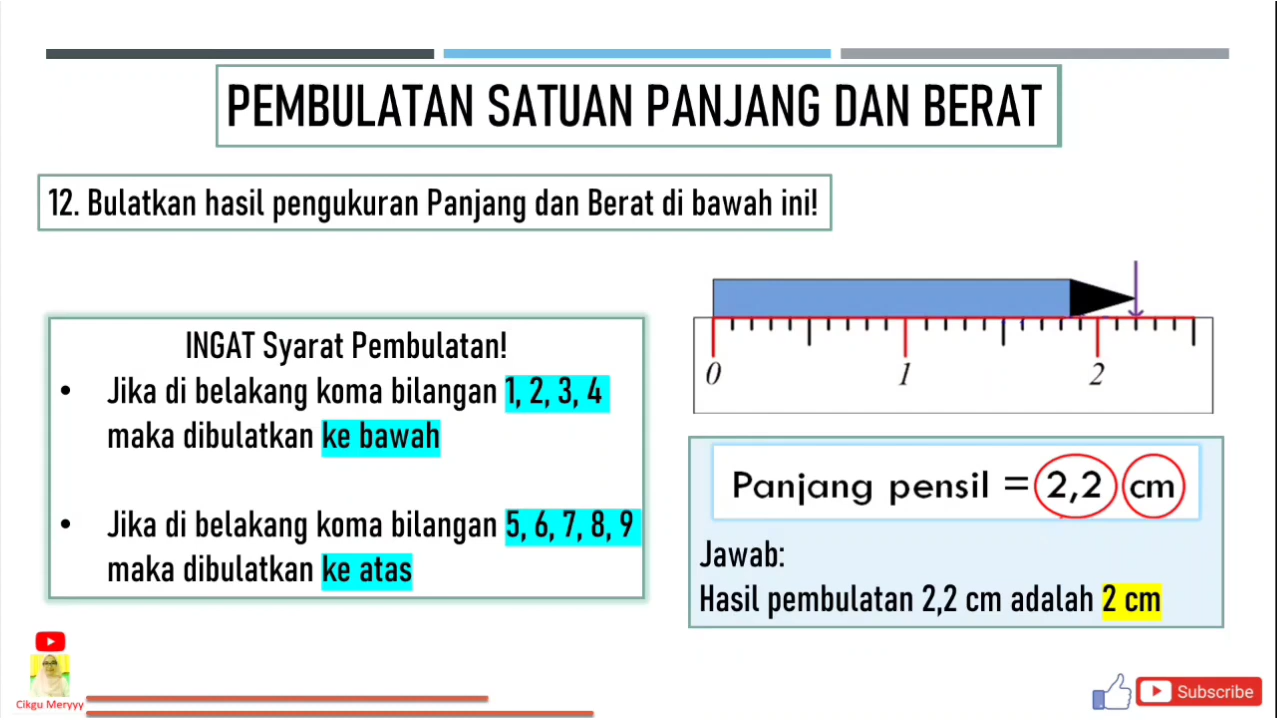 PEMBULATAN SATUAN PANJANG DAN BERAT
12. Bulatkan hasil pengukuran Panjang dan Berat di bawah ini!
INGAT Syarat Pembulatan!
• Jika di belakang koma bilangan 1, 2, 3, 4
maka dibulatkan ke bawah
• Jika di belakang koma bilangan 5, 6, 7, 8, 9
maka dibulatkan ke atas
0 1 2
Panjang pensil = 2,2 cm
Jawab:
Hasil pembulatan 2,2 cm adalah 2 cm
Cikgu Meryyy
Subscribe